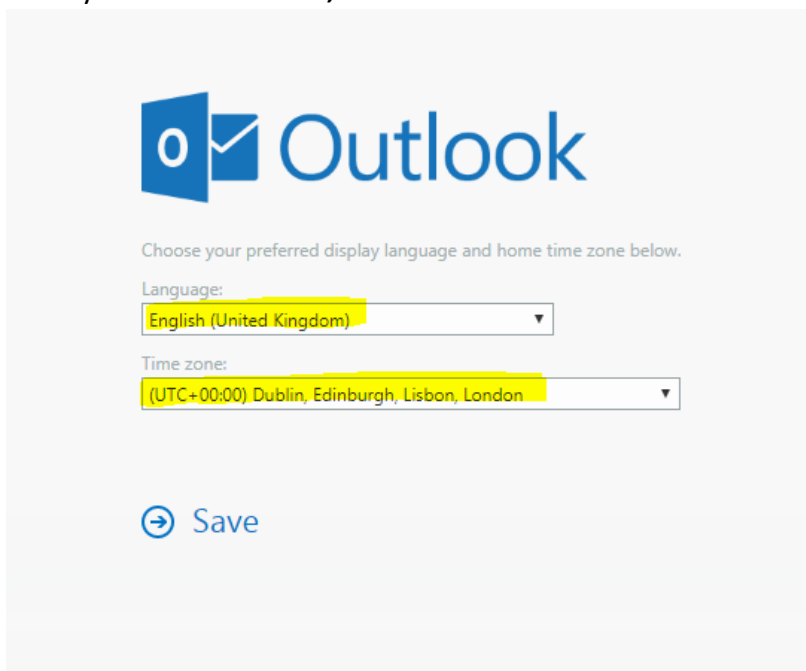 Outlook
Choose your preferred display language and home time zone below.
Language:
English (United Kingdom)
Time zone:
(UTC+00:00) Dublin, Edinburgh, Lisbon, London
Save